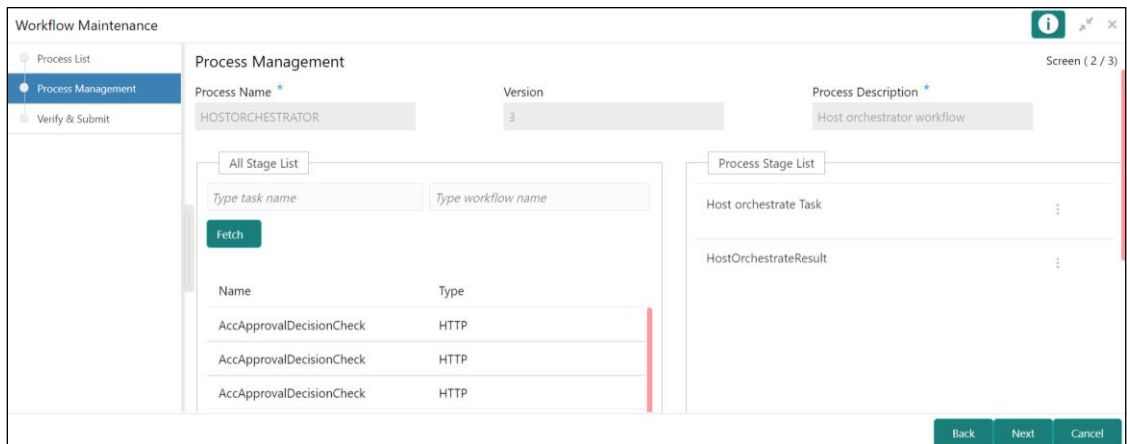 Workflow Maintenance
Process List
Process Management
Verify & Submit
Process Management
Screen ( 2 / 3)
Process Name *
Version
Process Description *
HOSTORCHESTRATOR
3
Host orchestrator workflow
All Stage List
Type task name
Type workflow name
Fetch
Name Type
AccApprovalDecisionCheck HTTP
AccApprovalDecisionCheck HTTP
AccApprovalDecisionCheck HTTP
Process Stage List
Host orchestrate Task
HostOrchestrateResult
Back
Next
Cancel